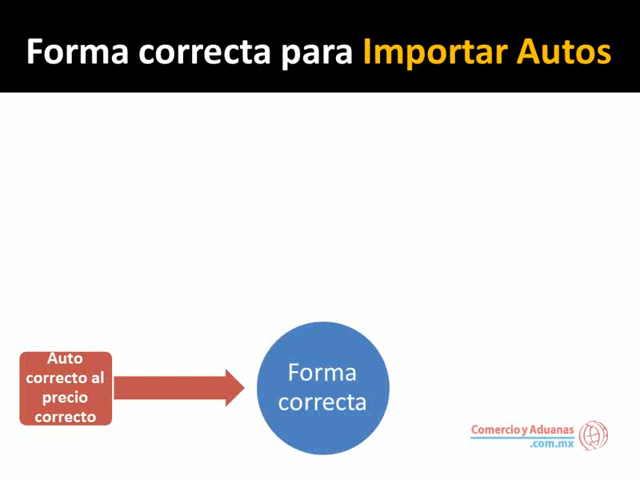 Forma correcta para Importar Autos
Auto
correcto al
precio
correcto
Forma
correcta
Comercio y Aduanas
.com.mx